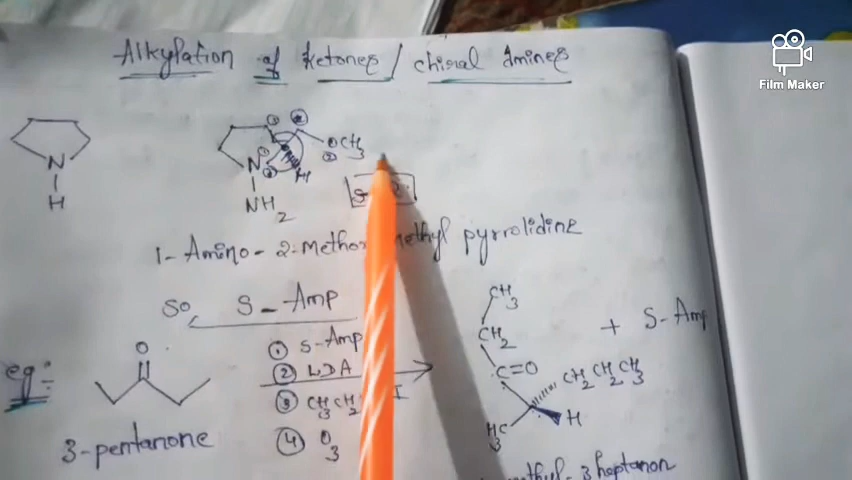 Alkylation of ketones / chiral Amines
Film Maker
N
H
N
NH2
H
OCH3
1- Amino - 2- methyl pyrrolidine
So S - Amp
eg:
O
3-pentanone
① S-Amp
② LDA
③ CH3CH2 I
④ O3
CH3
CH2
C=O
CH2CH2CH3
H3C
H
+ S-Amp
methyl-3 heptanon